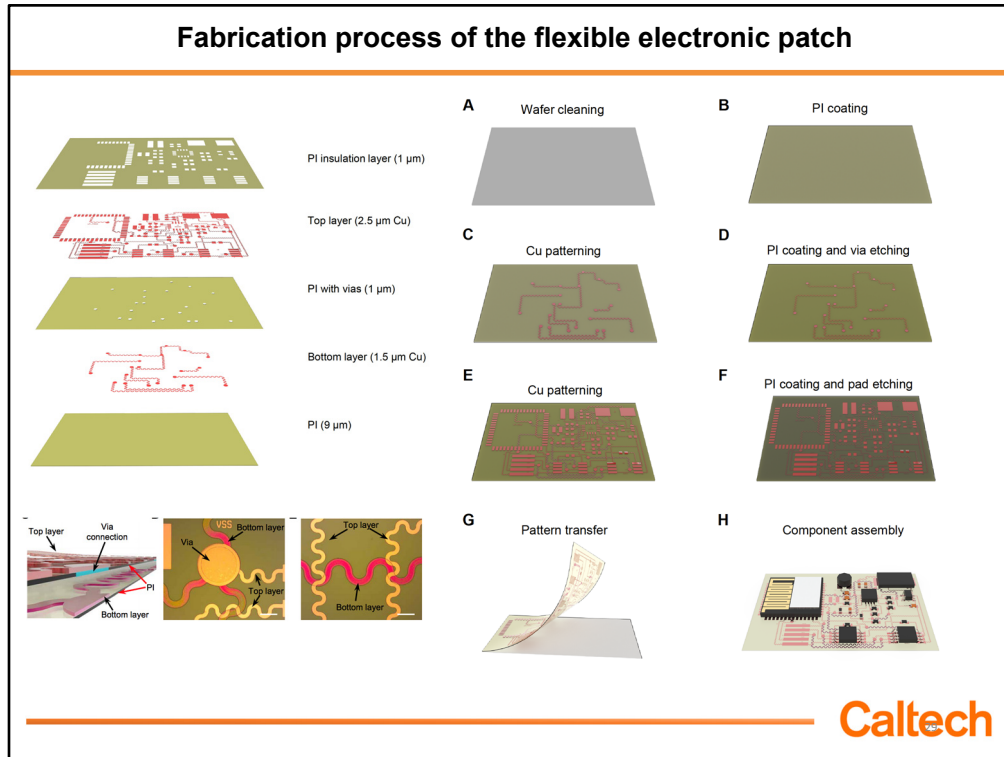 Fabrication process of the flexible electronic patch
PI insulation layer (1 µm)
Top layer (2.5 µm Cu)
PI with vias (1 µm)
Bottom layer (1.5 µm Cu)
PI (9 µm)
Top layer
Via
connection
PI
Bottom layer
VSS
Bottom layer
Via
Top layer
Top layer
Bottom layer
A
Wafer cleaning
B
PI coating
C
Cu patterning
D
PI coating and via etching
E
Cu patterning
F
PI coating and pad etching
G
Pattern transfer
H
Component assembly
Caltech